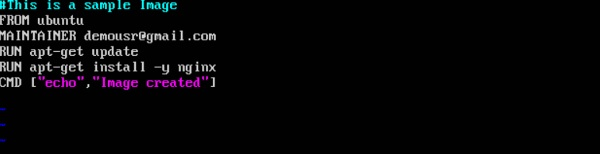 #This is a sample Image
FROM ubuntu
MAINTAINER demousr@gmail.com
RUN apt-get update
RUN apt-get install -y nginx
CMD ["echo","Image created"]
~
~
~